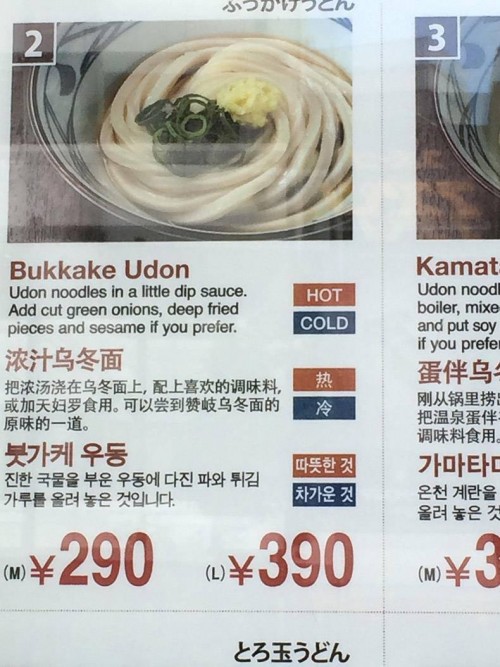 ぶっかけうどん
2
Bukkake Udon
Udon noodles in a little dip sauce.
Add cut green onions, deep fried
pieces and sesame if you prefer.
HOT
COLD
浓汁乌冬面
把浓汤浇在乌冬面上, 配上喜欢的调味料,
或加天妇罗食用。可以尝到赞岐乌冬面的
原味的一道。
热
冷
붓가케 우동
진한 국물을 부운 우동에 다진 파와 튀김
가루를 올려 놓은 것입니다.
따뜻한 것
차가운 것
(M) ¥290
(L) ¥390
とろ玉うどん
3
Udon
boiler, mixe
and put soy
if you prefer
蛋伴乌
刚从锅里捞
把温泉蛋伴
调味料食用。
가마타마
온천 계란을
올려 놓은
(M) ¥3